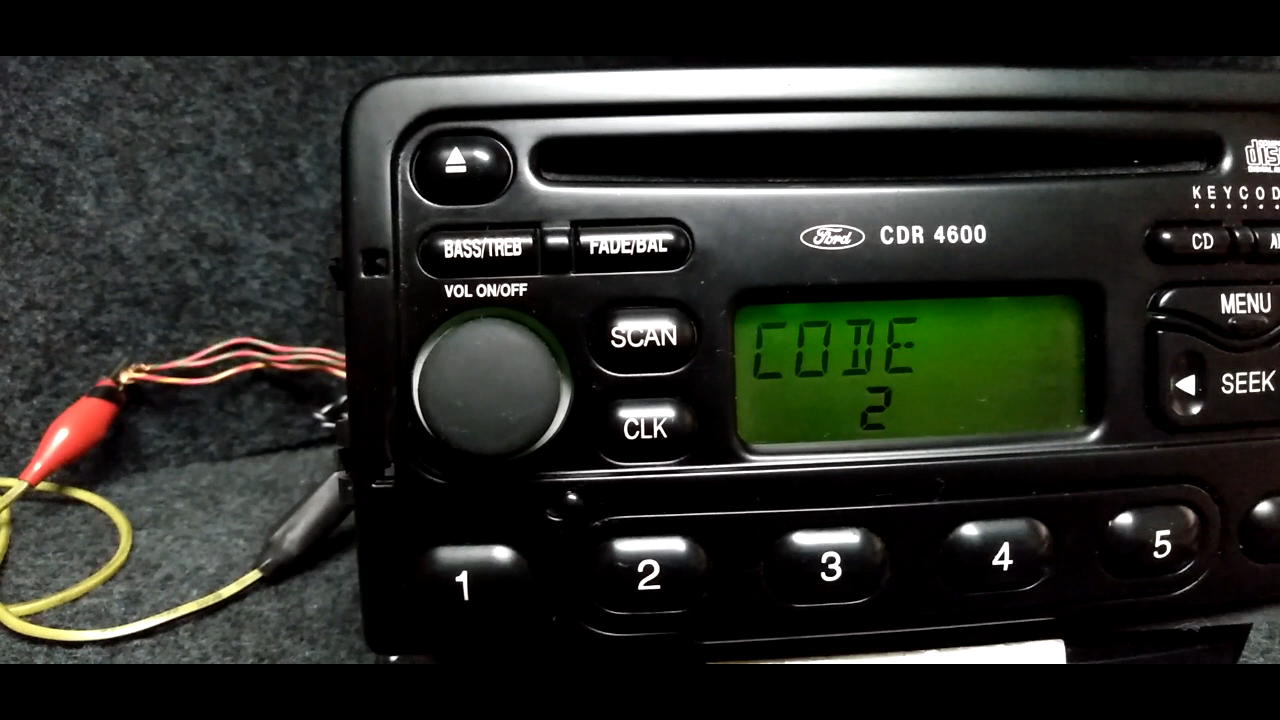 KEYCOD
BASS/TREB FADE/BAL
Ford CDR 4600
CD
VOL ON/OFF
MENU
SCAN
CODE
SEEK
CLK
2
1 2 3 4 5